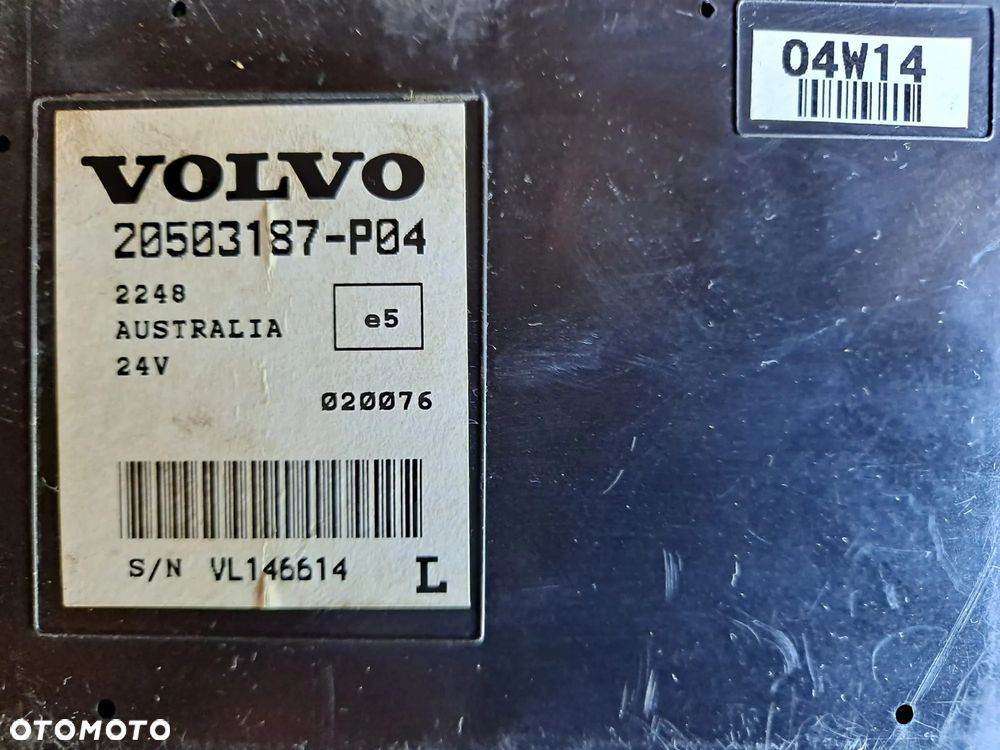 04W14
VOLVO
20503187-P04
2248
AUSTRALIA
e5
24V
020076
S/N VL146614 L
OTOMOTO